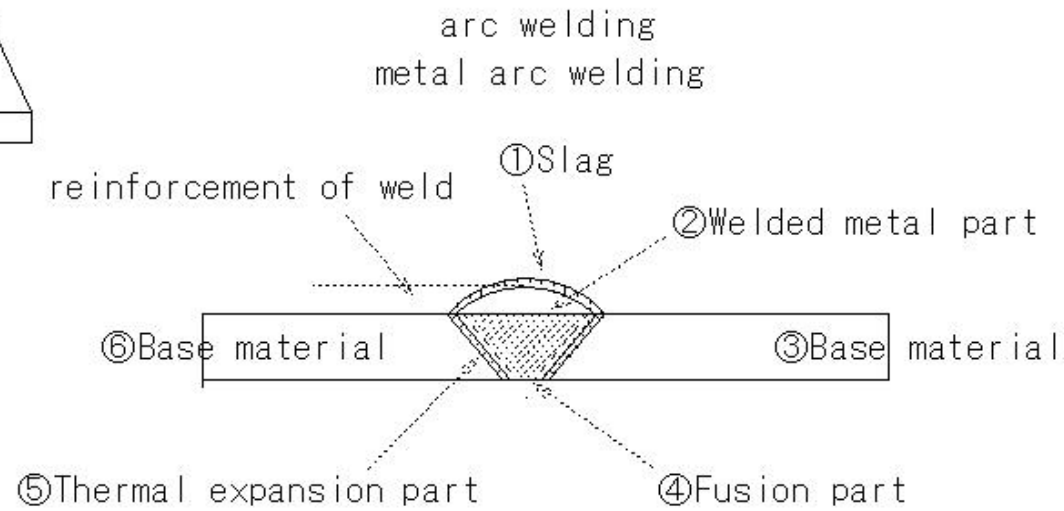 arc welding
metal arc welding
①Slag
reinforcement of weld
②Welded metal part
⑥Base material
③Base material
⑤Thermal expansion part
④Fusion part